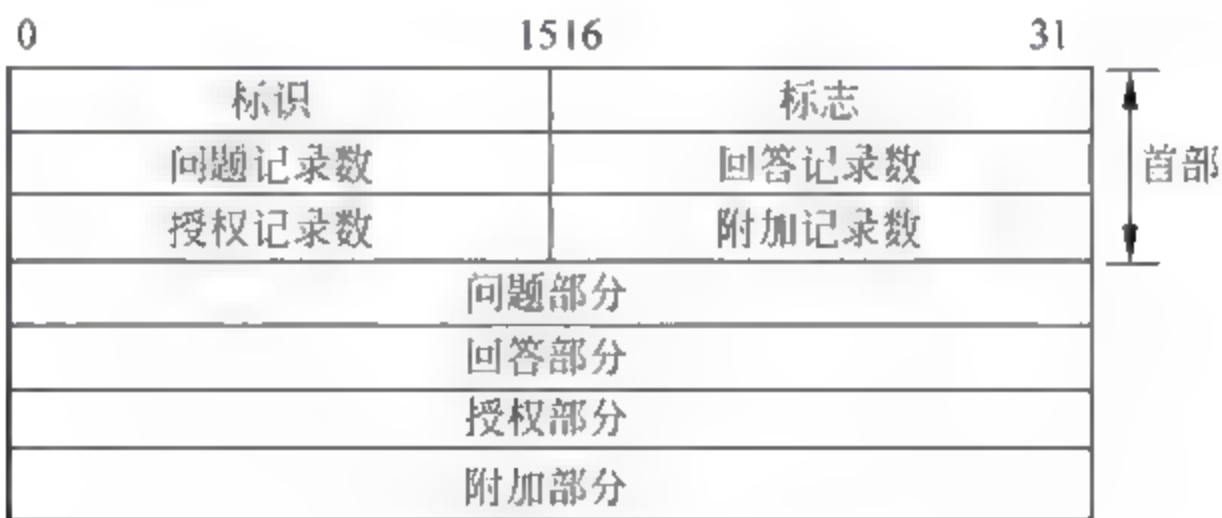 0 1516 31
标识 标志
问题记录数 回答记录数 首部
授权记录数 附加记录数
问题部分
回答部分
授权部分
附加部分